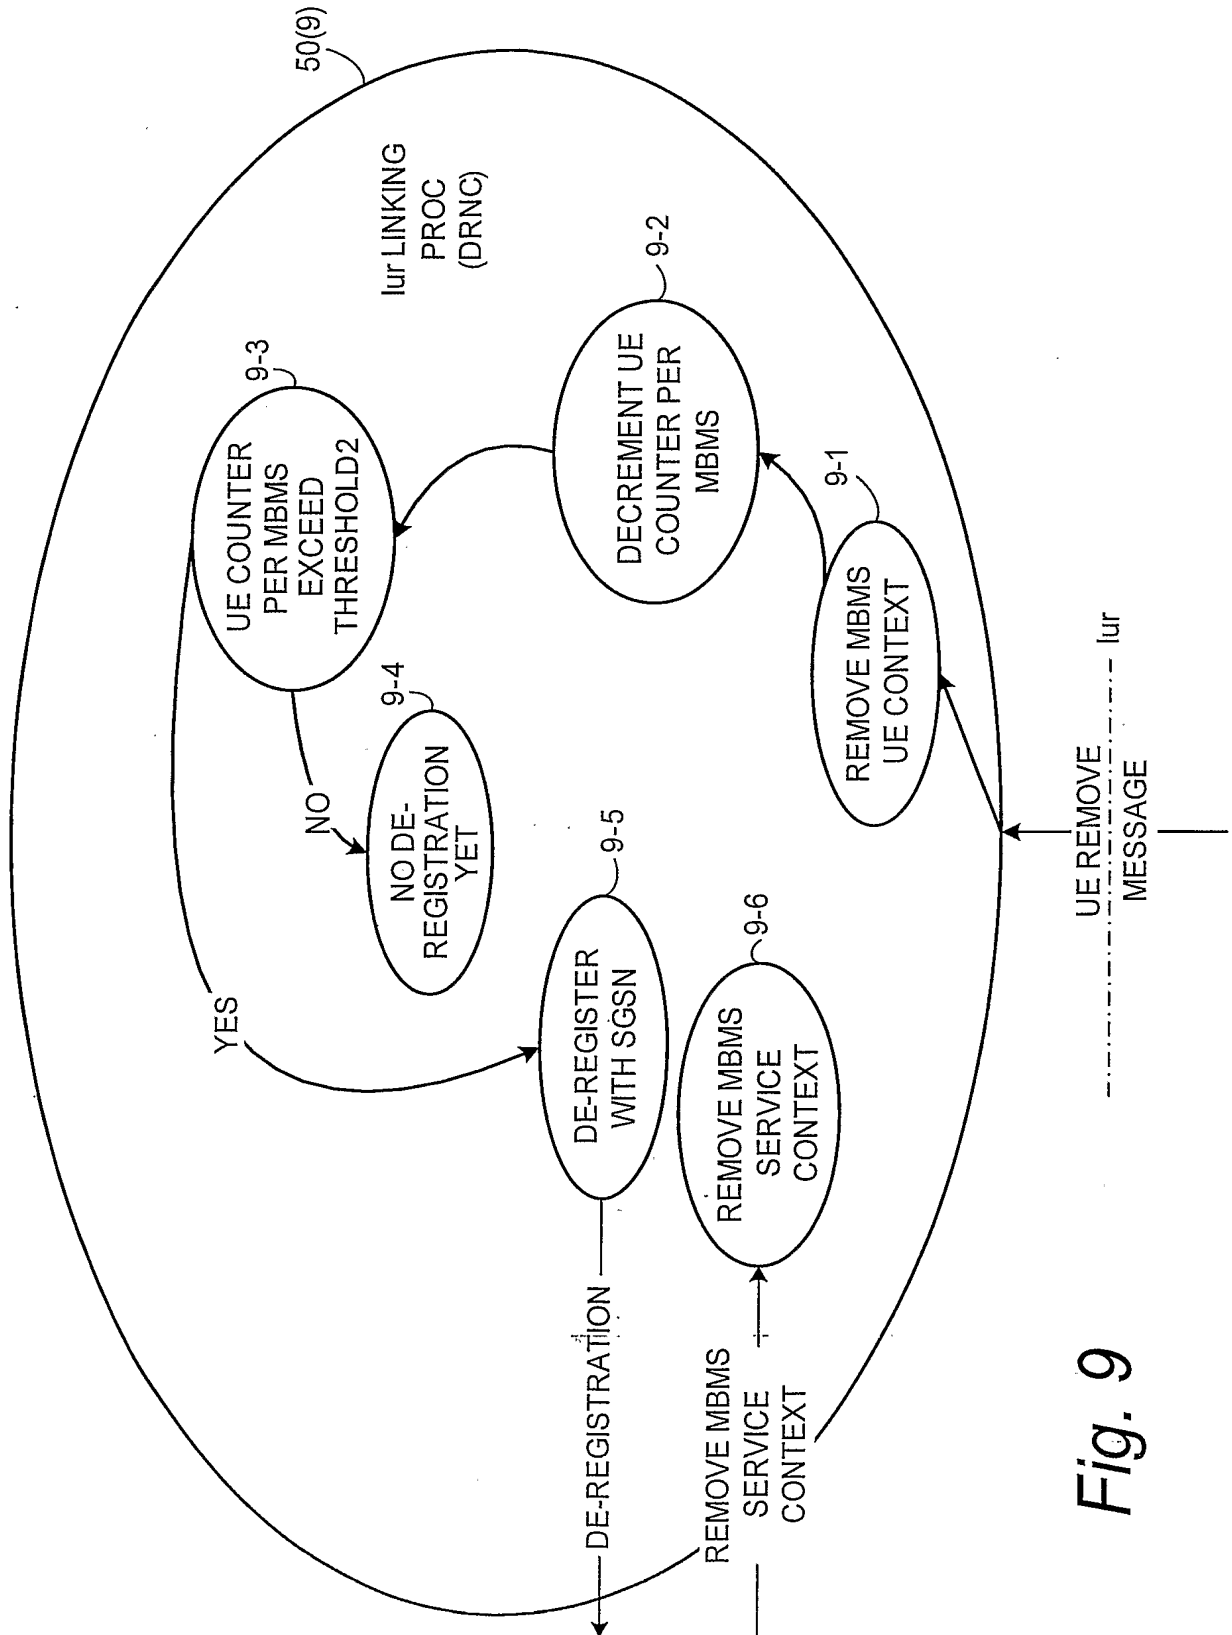 50(9)
Iur LINKING
PROC
(DRNC)
9-3
UE COUNTER
PER MBMS
EXCEED
THRESHOLD2
9-2
DECREMENT UE
COUNTER PER
MBMS
9-1
REMOVE MBMS
UE CONTEXT
NO
9-4
NO DE-
REGISTRATION
YET
YES
9-5
DE-REGISTER
WITH SGSN
9-6
REMOVE MBMS
SERVICE
CONTEXT
DE-REGISTRATION
REMOVE MBMS
SERVICE
CONTEXT
UE REMOVE
MESSAGE
Iur
Fig. 9